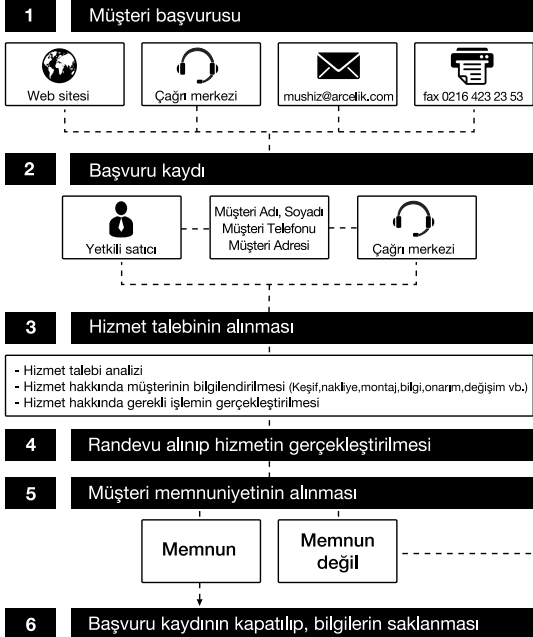 1 Müşteri başvurusu
Web sitesi
Çağrı merkezi
mushiz@arcelik.com
fax 0216 423 23 53
2 Başvuru kaydı
Yetkili satıcı
Müşteri Adı, Soyadı
Müşteri Telefonu
Müşteri Adresi
Çağrı merkezi
3 Hizmet talebinin alınması
- Hizmet talebi analizi
- Hizmet hakkında müşterinin bilgilendirilmesi (Keşif,nakliye,montaj,bilgi,onarım,değişim vb.)
- Hizmet hakkında gerekli işlemin gerçekleştirilmesi
4 Randevu alınıp hizmetin gerçekleştirilmesi
5 Müşteri memnuniyetinin alınması
Memnun
Memnun
değil
6 Başvuru kaydının kapatılıp, bilgilerin saklanması